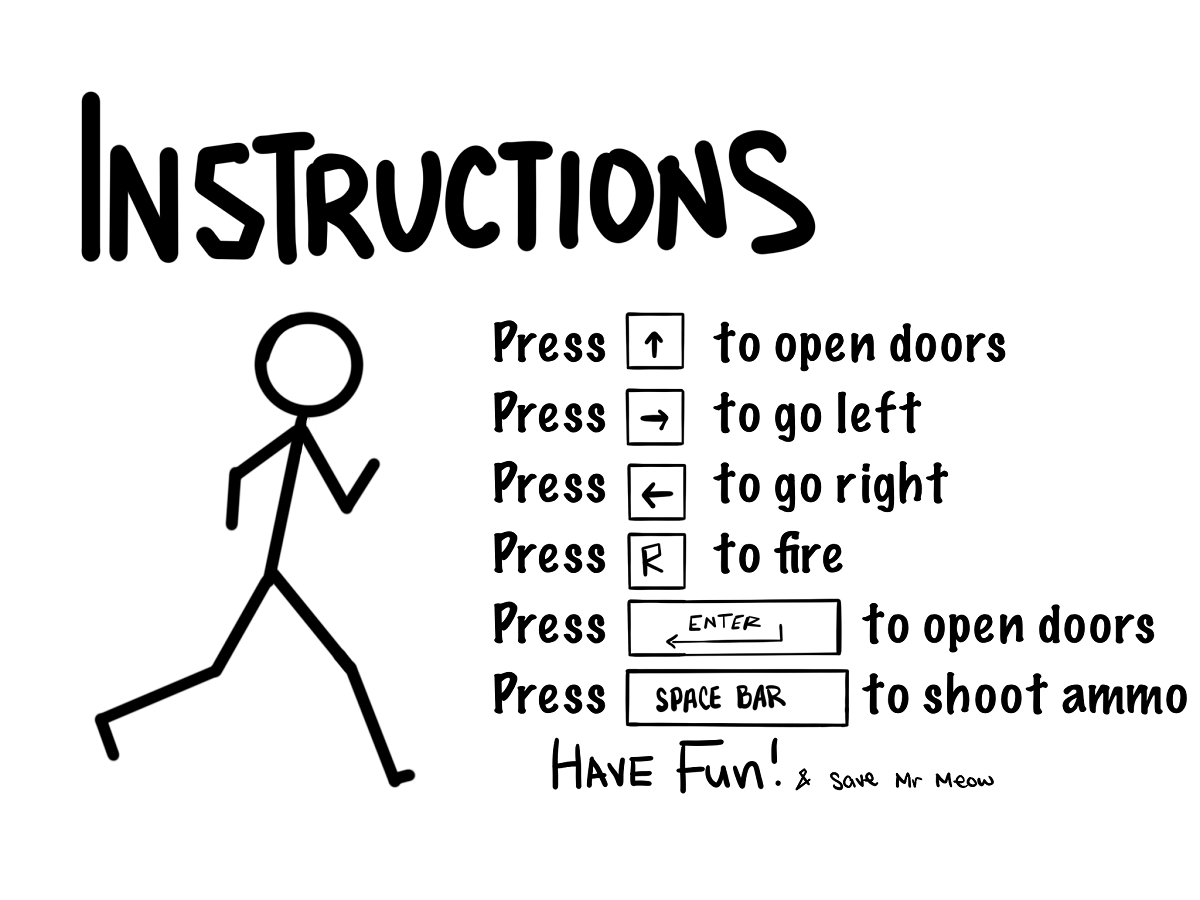 INSTRUCTIONS
Press ↑ to open doors
Press → to go left
Press ← to go right
Press R to fire
Press ENTER to open doors
Press SPACE BAR to shoot ammo
HAVE Fun! & Save Mr Meow